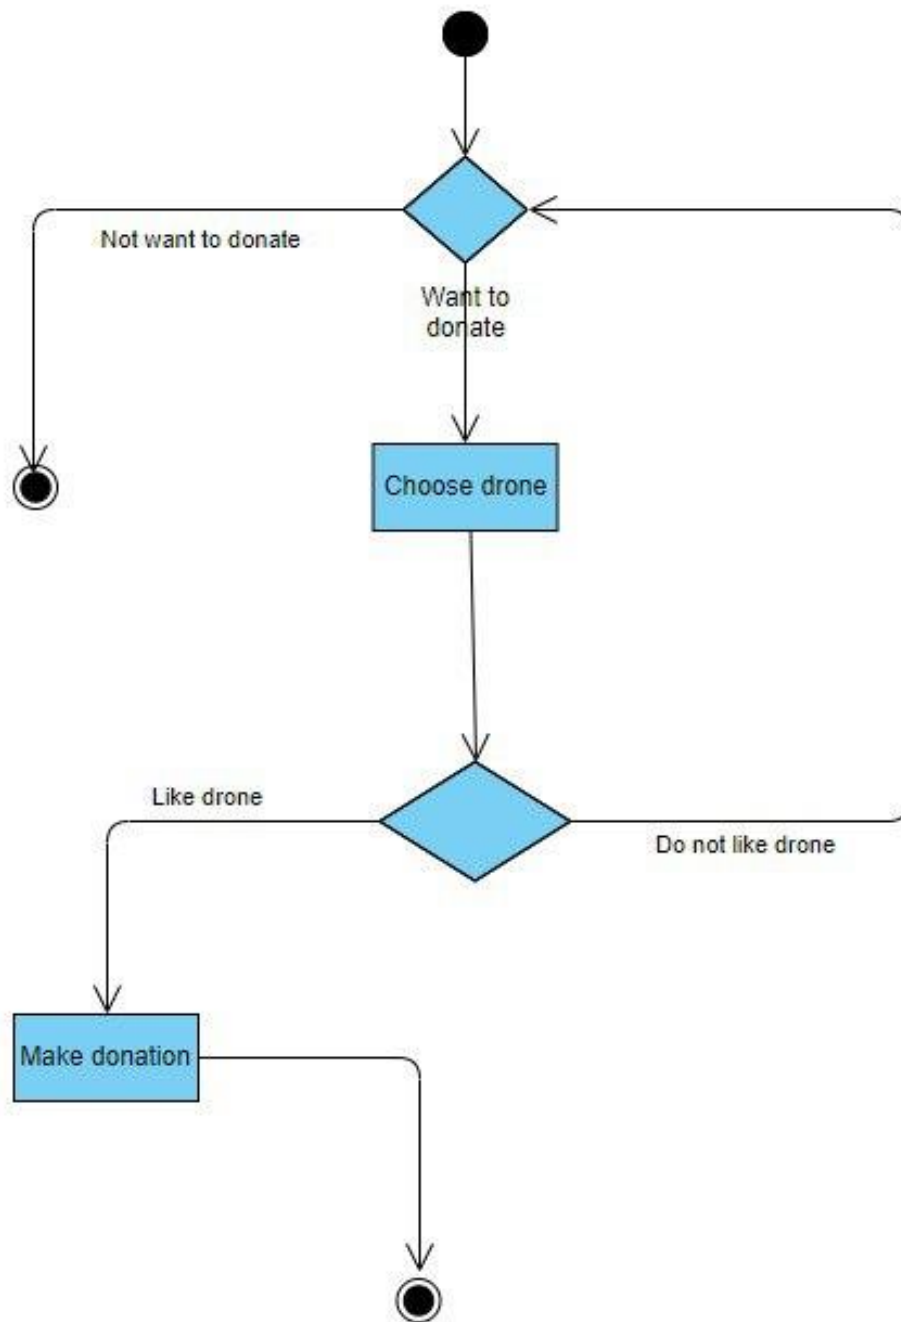 Not want to donate
Want to
donate
Choose drone
Like drone
Do not like drone
Make donation